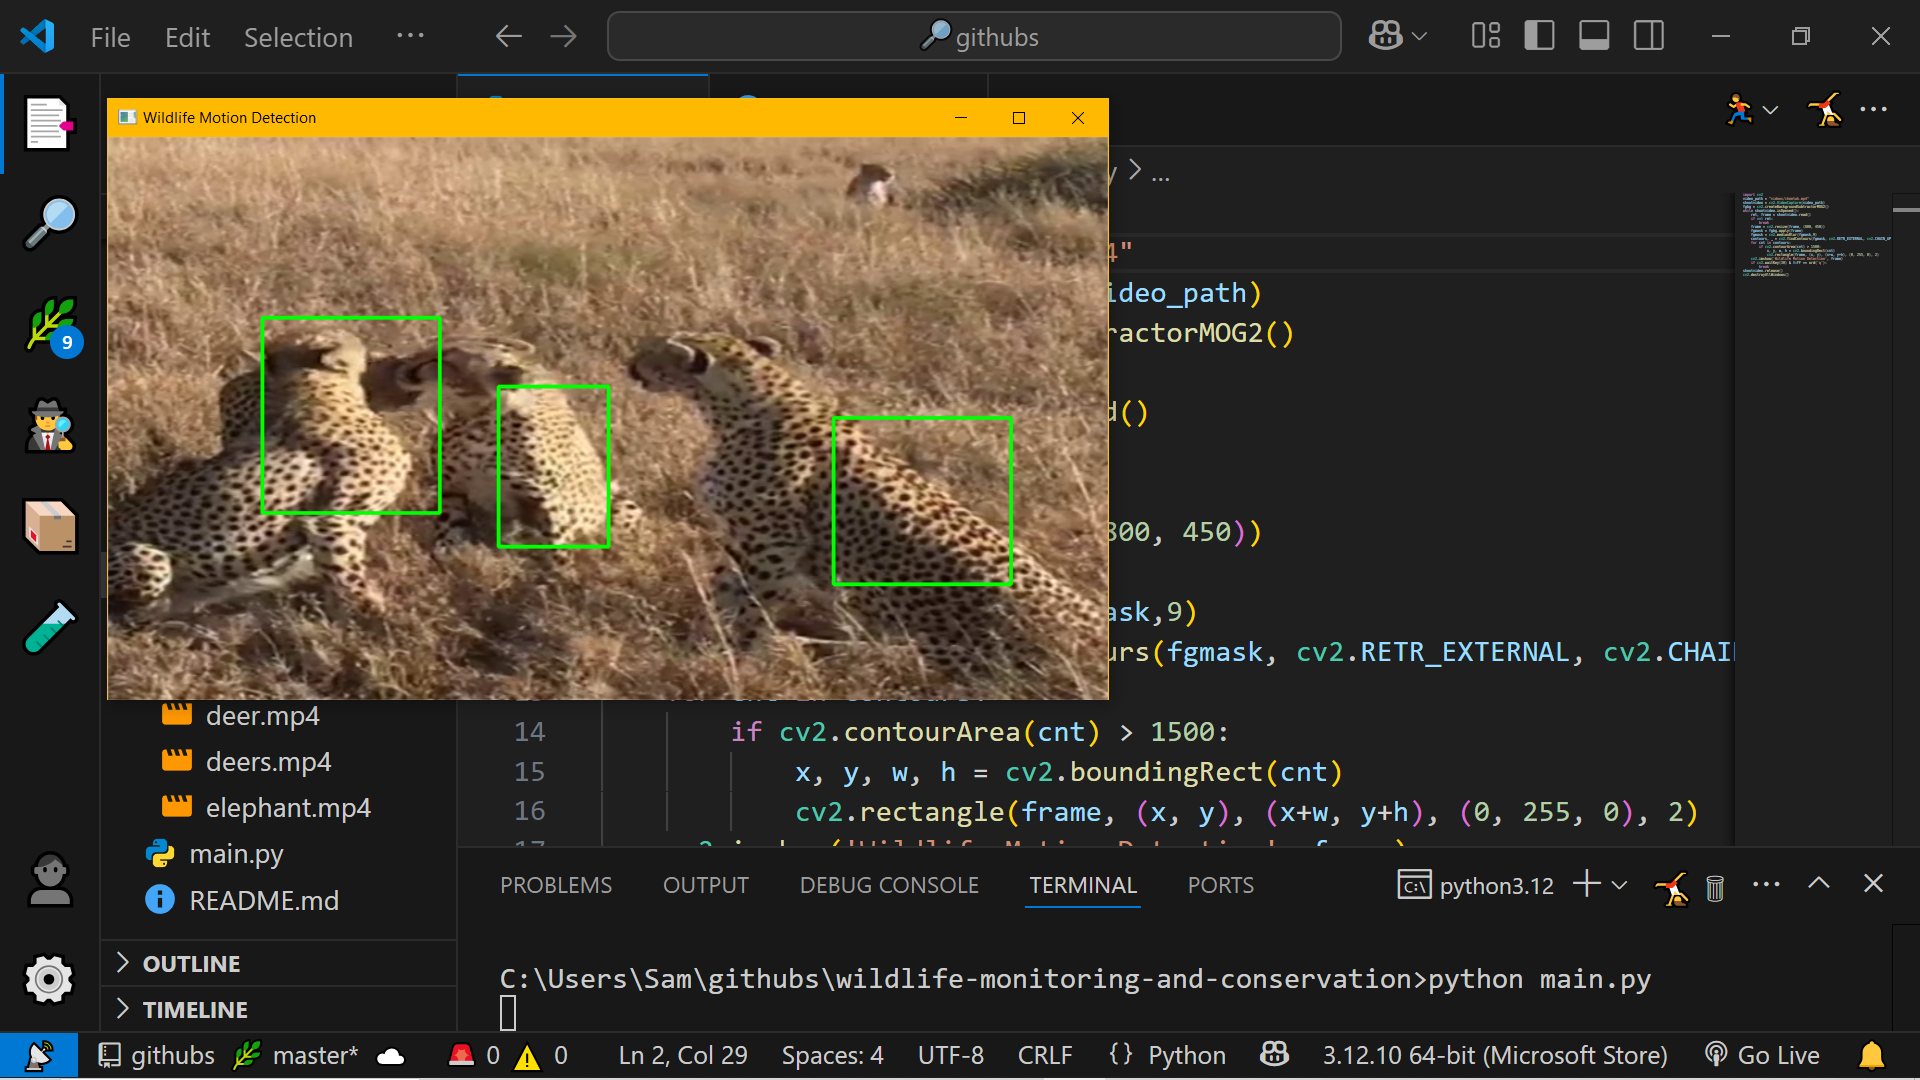 File Edit Selection ···
githubs
Wildlife Motion Detection
y > ...
4"
ideo_path)
ractorMOG2()
d()
800, 450))
ask,9)
urs(fgmask, cv2.RETR_EXTERNAL, cv2.CHAI
14 if cv2.contourArea(cnt) > 1500:
15 x, y, w, h = cv2.boundingRect(cnt)
16 cv2.rectangle(frame, (x, y), (x+w, y+h), (0, 255, 0), 2)
9
deer.mp4
deers.mp4
elephant.mp4
main.py
README.md
OUTLINE
TIMELINE
PROBLEMS OUTPUT DEBUG CONSOLE TERMINAL PORTS
python3.12
C:\Users\Sam\githubs\wildlife-monitoring-and-conservation>python main.py
githubs master* 0 0 Ln 2, Col 29 Spaces: 4 UTF-8 CRLF {} Python 3.12.10 64-bit (Microsoft Store) Go Live